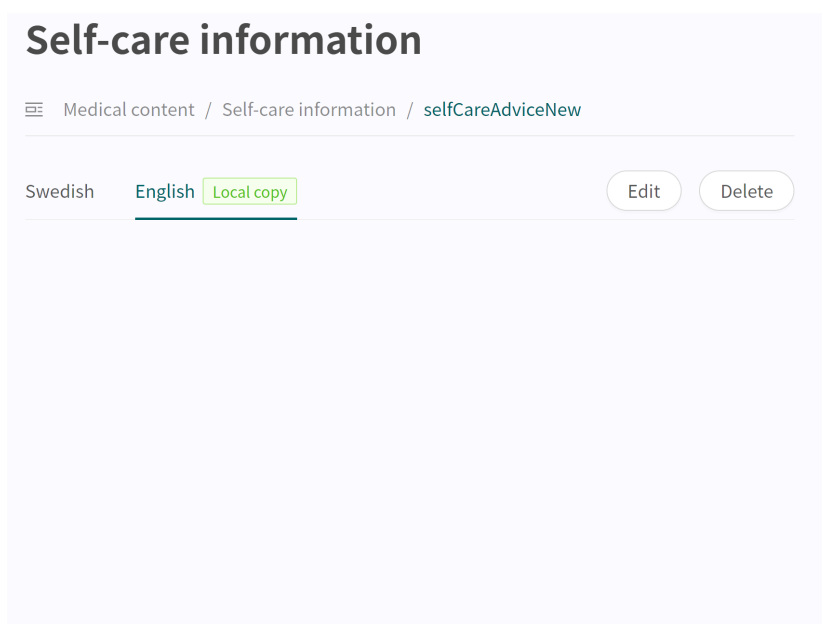 Self-care information
Medical content / Self-care information / selfCareAdviceNew
Swedish English Local copy Edit Delete